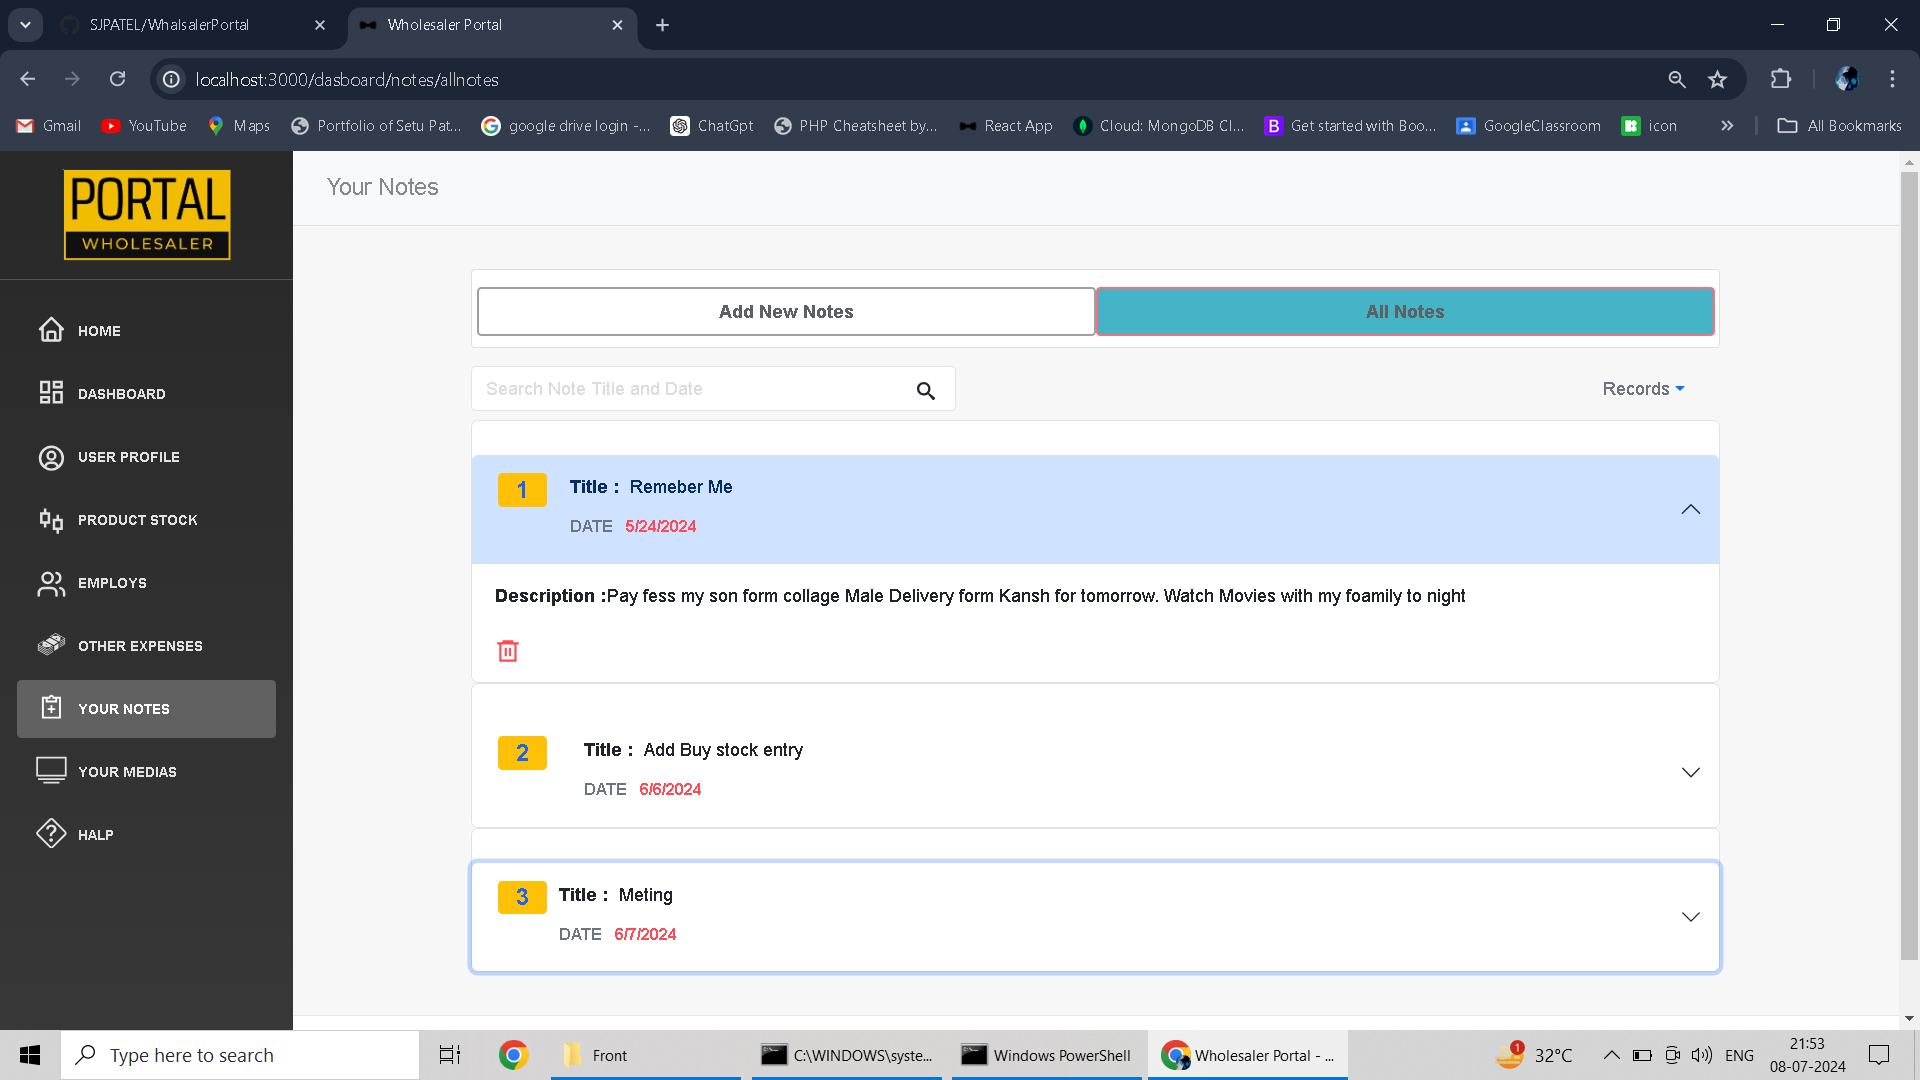 SJPATEL/WhalsalerPortal
Wholesaler Portal
localhost:3000/dasboard/notes/allnotes
Gmail
YouTube
Maps
Portfolio of Setu Pat...
google drive login -...
ChatGpt
PHP Cheatsheet by...
React App
Cloud: MongoDB Cl...
B
Get started with Boo...
GoogleClassroom
icon
All Bookmarks
PORTAL
WHOLESALER
Your Notes
HOME
DASHBOARD
USER PROFILE
PRODUCT STOCK
EMPLOYS
OTHER EXPENSES
YOUR NOTES
YOUR MEDIAS
HALP
Add New Notes
All Notes
Search Note Title and Date
Records
1
Title : Remeber Me
DATE 5/24/2024
Description :Pay fess my son form collage Male Delivery form Kansh for tomorrow. Watch Movies with my foamily to night
2
Title : Add Buy stock entry
DATE 6/6/2024
3
Title : Meting
DATE 6/7/2024
Type here to search
Front
C:\WINDOWS\syste...
Windows PowerShell
Wholesaler Portal - ...
1
32°C
ENG
21:53
08-07-2024